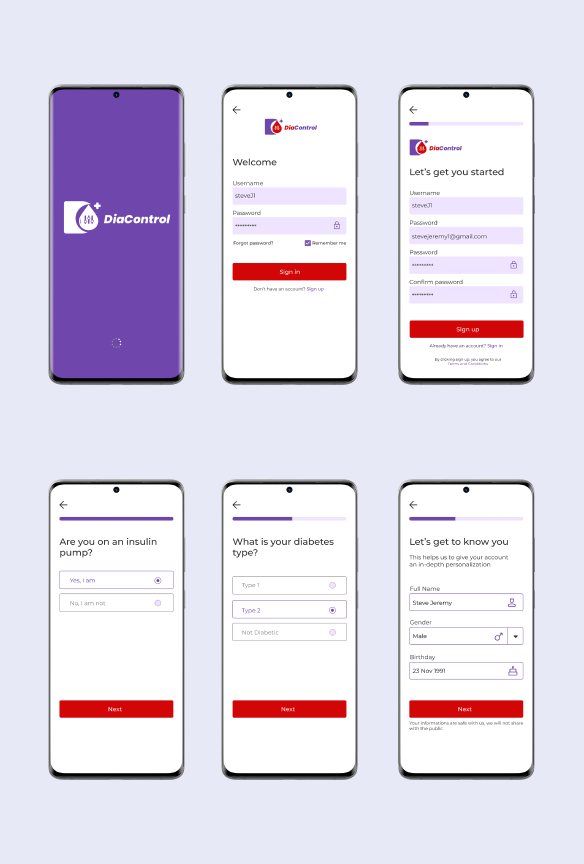 DiaControl
DiaControl
Welcome
Username
steveJ1
Password
*********
Forgot password?
Remember me
Sign in
Don't have an account? Sign up
DiaControl
Let's get you started
Username
steveJ1
Password
stevejeremy1@gmail.com
Password
*********
Confirm password
*********
Sign up
Already have an account? Sign in
By clicking sign up, you agree to our
Terms and Conditions
Are you on an insulin
pump?
Yes, I am
No, I am not
Next
What is your diabetes
type?
Type 1
Type 2
Not Diabetic
Next
Let's get to know you
This helps us to give your account
an in-depth personalization
Full Name
Steve Jeremy
Gender
Male
Birthday
23 Nov 1991
Next
Your informations are safe with us, we will not share
with the public